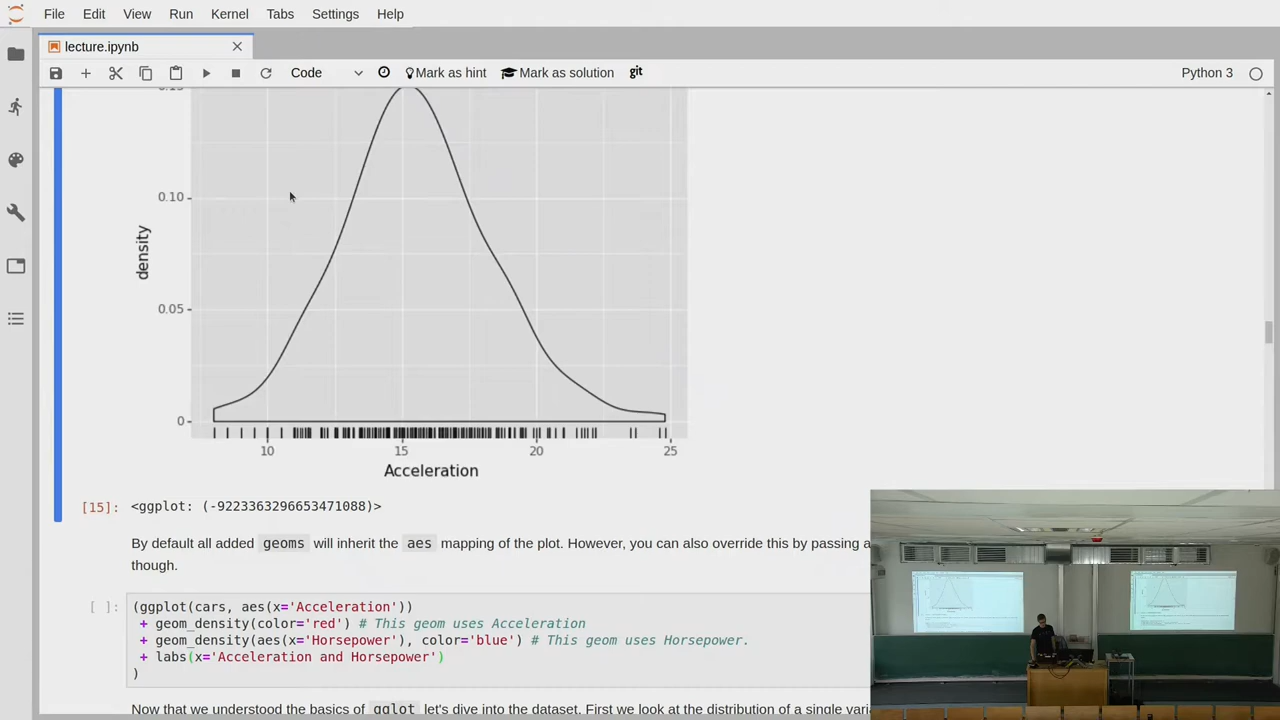 File Edit View Run Kernel Tabs Settings Help
lecture.ipynb
Code Mark as hint Mark as solution git Python 3
0.15
0.10
density
0.05
0
10 15 20 25
Acceleration
[15]: <ggplot: (-9223363296653471088)>
By default all added geoms will inherit the aes mapping of the plot. However, you can also override this by passing a
though.
[ ]: (ggplot(cars, aes(x='Acceleration'))
+ geom_density(color='red') # This geom uses Acceleration
+ geom_density(aes(x='Horsepower'), color='blue') # This geom uses Horsepower.
+ labs(x='Acceleration and Horsepower')
)
Now that we understood the basics of ggplot let's dive into the dataset. First we look at the distribution of a single